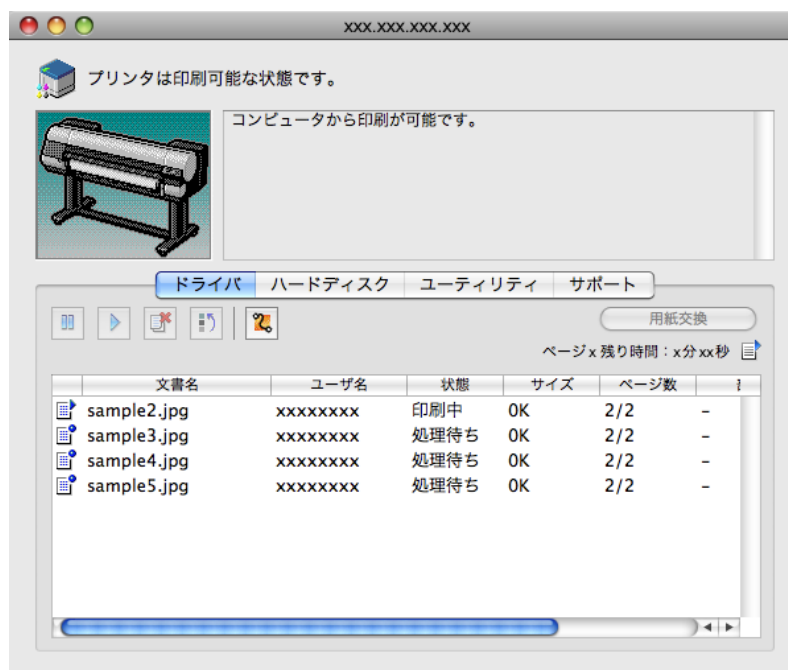 xxx.xxx.xxx.xxx
プリンタは印刷可能な状態です。
コンピュータから印刷が可能です。
ドライバ ハードディスク ユーティリティ サポート
用紙交換
ページx 残り時間：x分xx秒
文書名 ユーザ名 状態 サイズ ページ数
sample2.jpg xxxxxxxx 印刷中 0K 2/2 –
sample3.jpg xxxxxxxx 処理待ち 0K 2/2 –
sample4.jpg xxxxxxxx 処理待ち 0K 2/2 –
sample5.jpg xxxxxxxx 処理待ち 0K 2/2 –